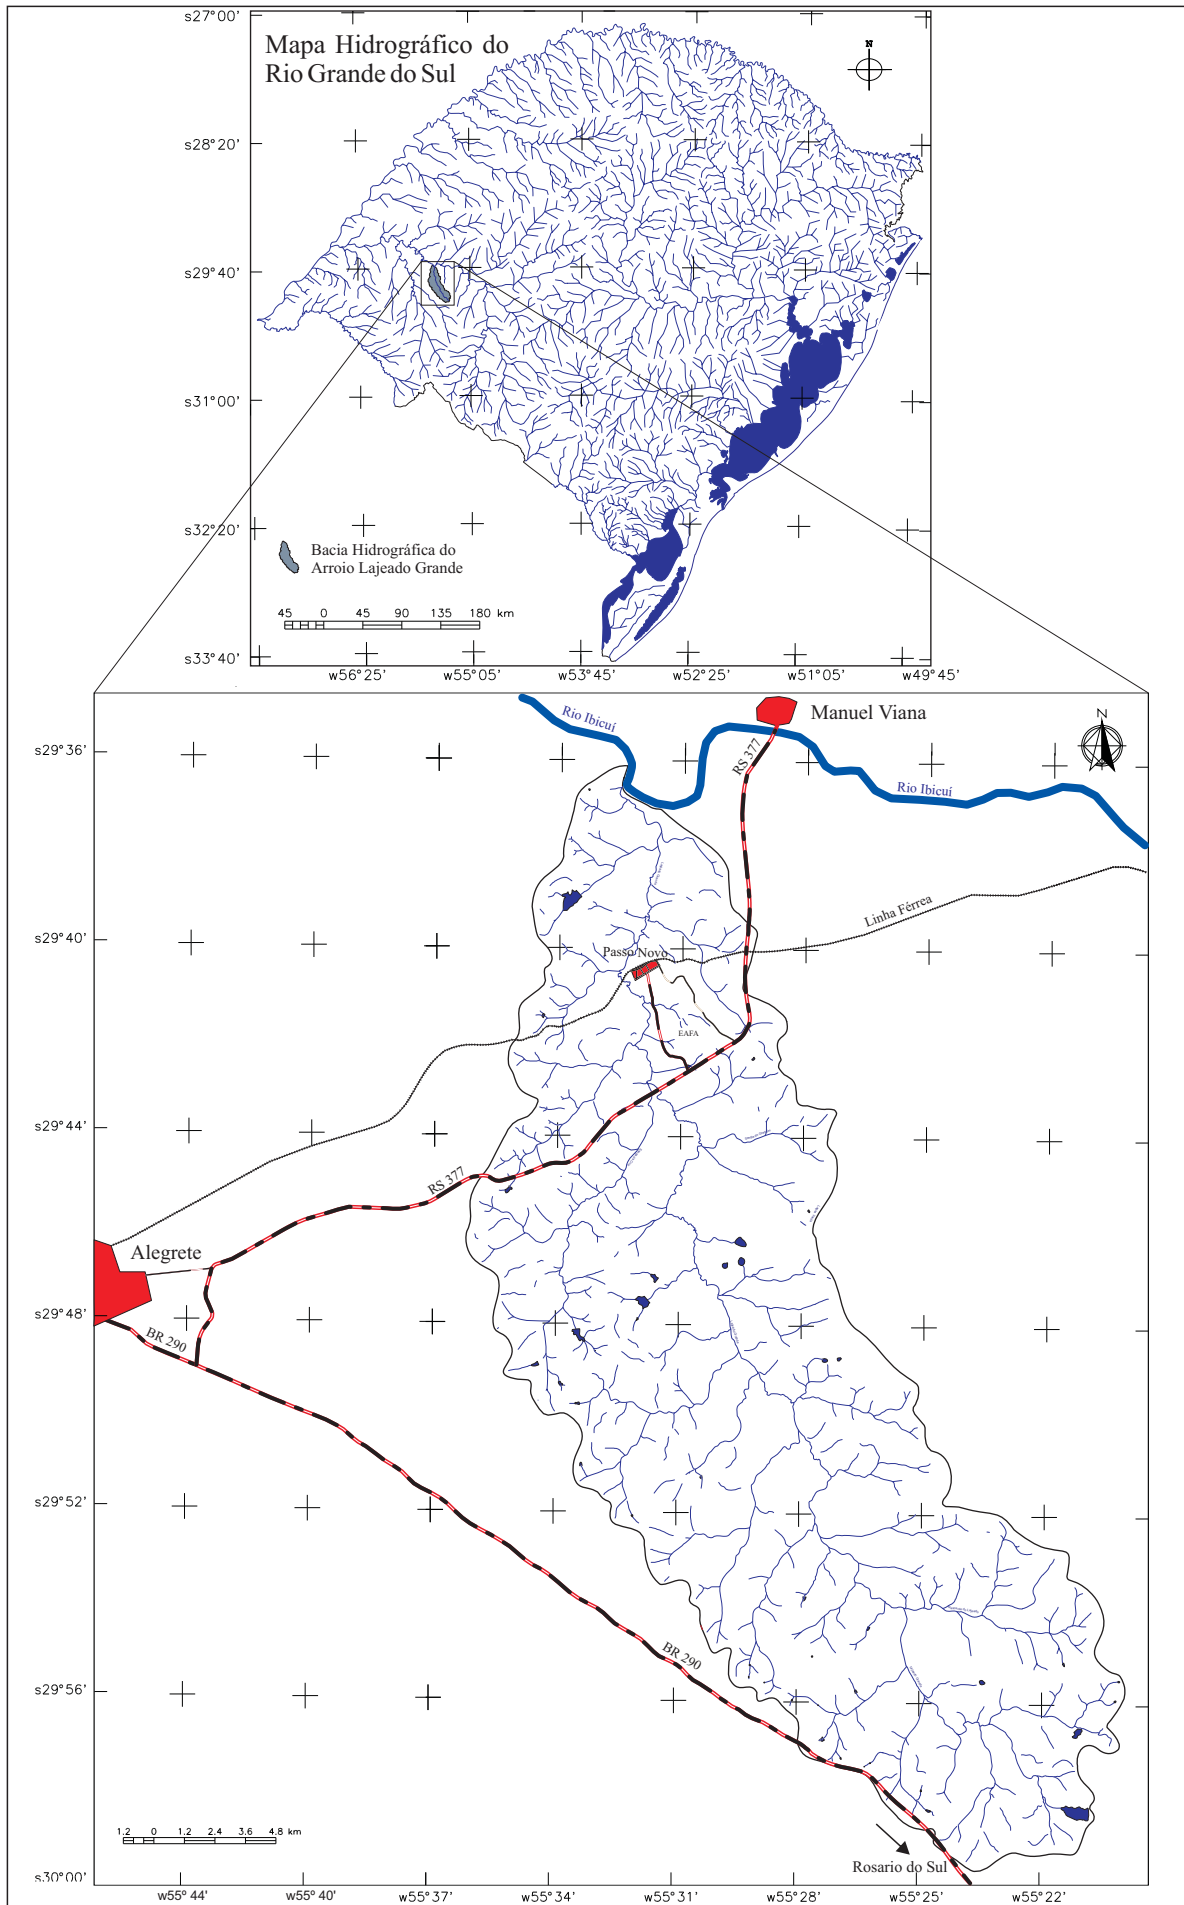 s27°00'
Mapa Hidrográfico do
Rio Grande do Sul
N
s28°20'
s29°40'
s31°00'
s32°20'
s33°40'
Bacia Hidrográfica do
Arroio Lajeado Grande
45 0 45 90 135 180 km
w56°25' w55°05' w53°45' w52°25' w51°05' w49°45'
Rio Ibicuí
Manuel Viana
N
s29°36'
RS 377
Rio Ibicuí
Linha Férrea
s29°40'
Passo Novo
EAFA
s29°44'
RS 377
Alegrete
s29°48'
BR 290
s29°52'
BR 290
s29°56'
1.2 0 1.2 2.4 3.6 4.8 km
Rosario do Sul
s30°00'
w55°44' w55°40' w55°37' w55°34' w55°31' w55°28' w55°25' w55°22'